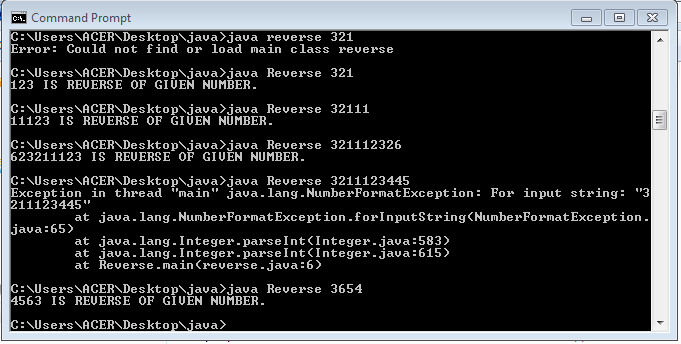 Command Prompt
C:\Users\ACER\Desktop\java>java reverse 321
Error: Could not find or load main class reverse
C:\Users\ACER\Desktop\java>java Reverse 321
123 IS REVERSE OF GIVEN NUMBER.
C:\Users\ACER\Desktop\java>java Reverse 32111
11123 IS REVERSE OF GIVEN NUMBER.
C:\Users\ACER\Desktop\java>java Reverse 321112326
623211123 IS REVERSE OF GIVEN NUMBER.
C:\Users\ACER\Desktop\java>java Reverse 3211123445
Exception in thread "main" java.lang.NumberFormatException: For input string: "3
211123445"
at java.lang.NumberFormatException.forInputString(NumberFormatException.
java:65)
at java.lang.Integer.parseInt(Integer.java:583)
at java.lang.Integer.parseInt(Integer.java:615)
at Reverse.main(reverse.java:6)
C:\Users\ACER\Desktop\java>java Reverse 3654
4563 IS REVERSE OF GIVEN NUMBER.
C:\Users\ACER\Desktop\java>